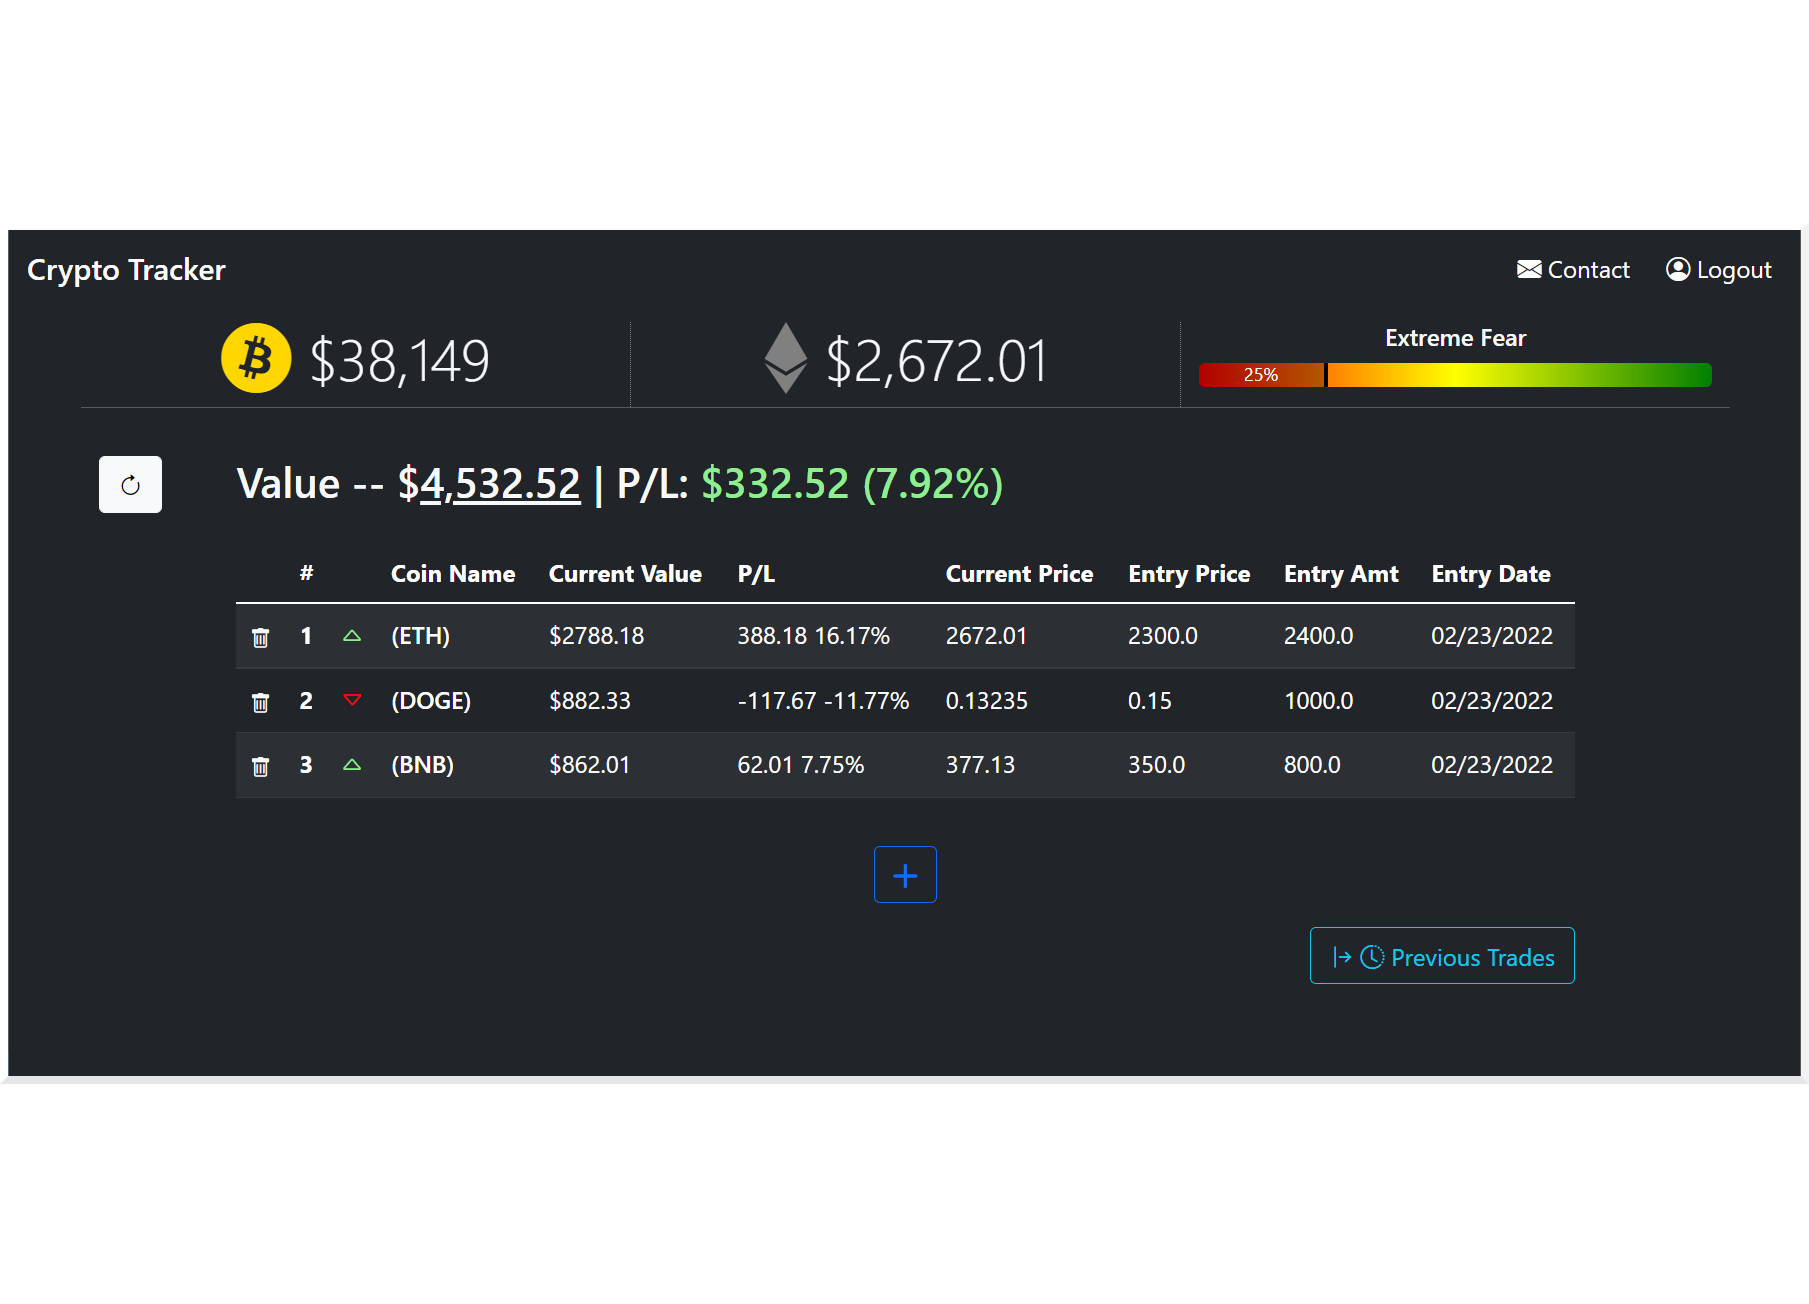 Crypto Tracker Contact Logout
$38,149 $2,672.01 Extreme Fear
25%
Value -- $4,532.52 | P/L: $332.52 (7.92%)
# Coin Name Current Value P/L Current Price Entry Price Entry Amt Entry Date
1 (ETH) $2788.18 388.18 16.17% 2672.01 2300.0 2400.0 02/23/2022
2 (DOGE) $882.33 -117.67 -11.77% 0.13235 0.15 1000.0 02/23/2022
3 (BNB) $862.01 62.01 7.75% 377.13 350.0 800.0 02/23/2022
Previous Trades